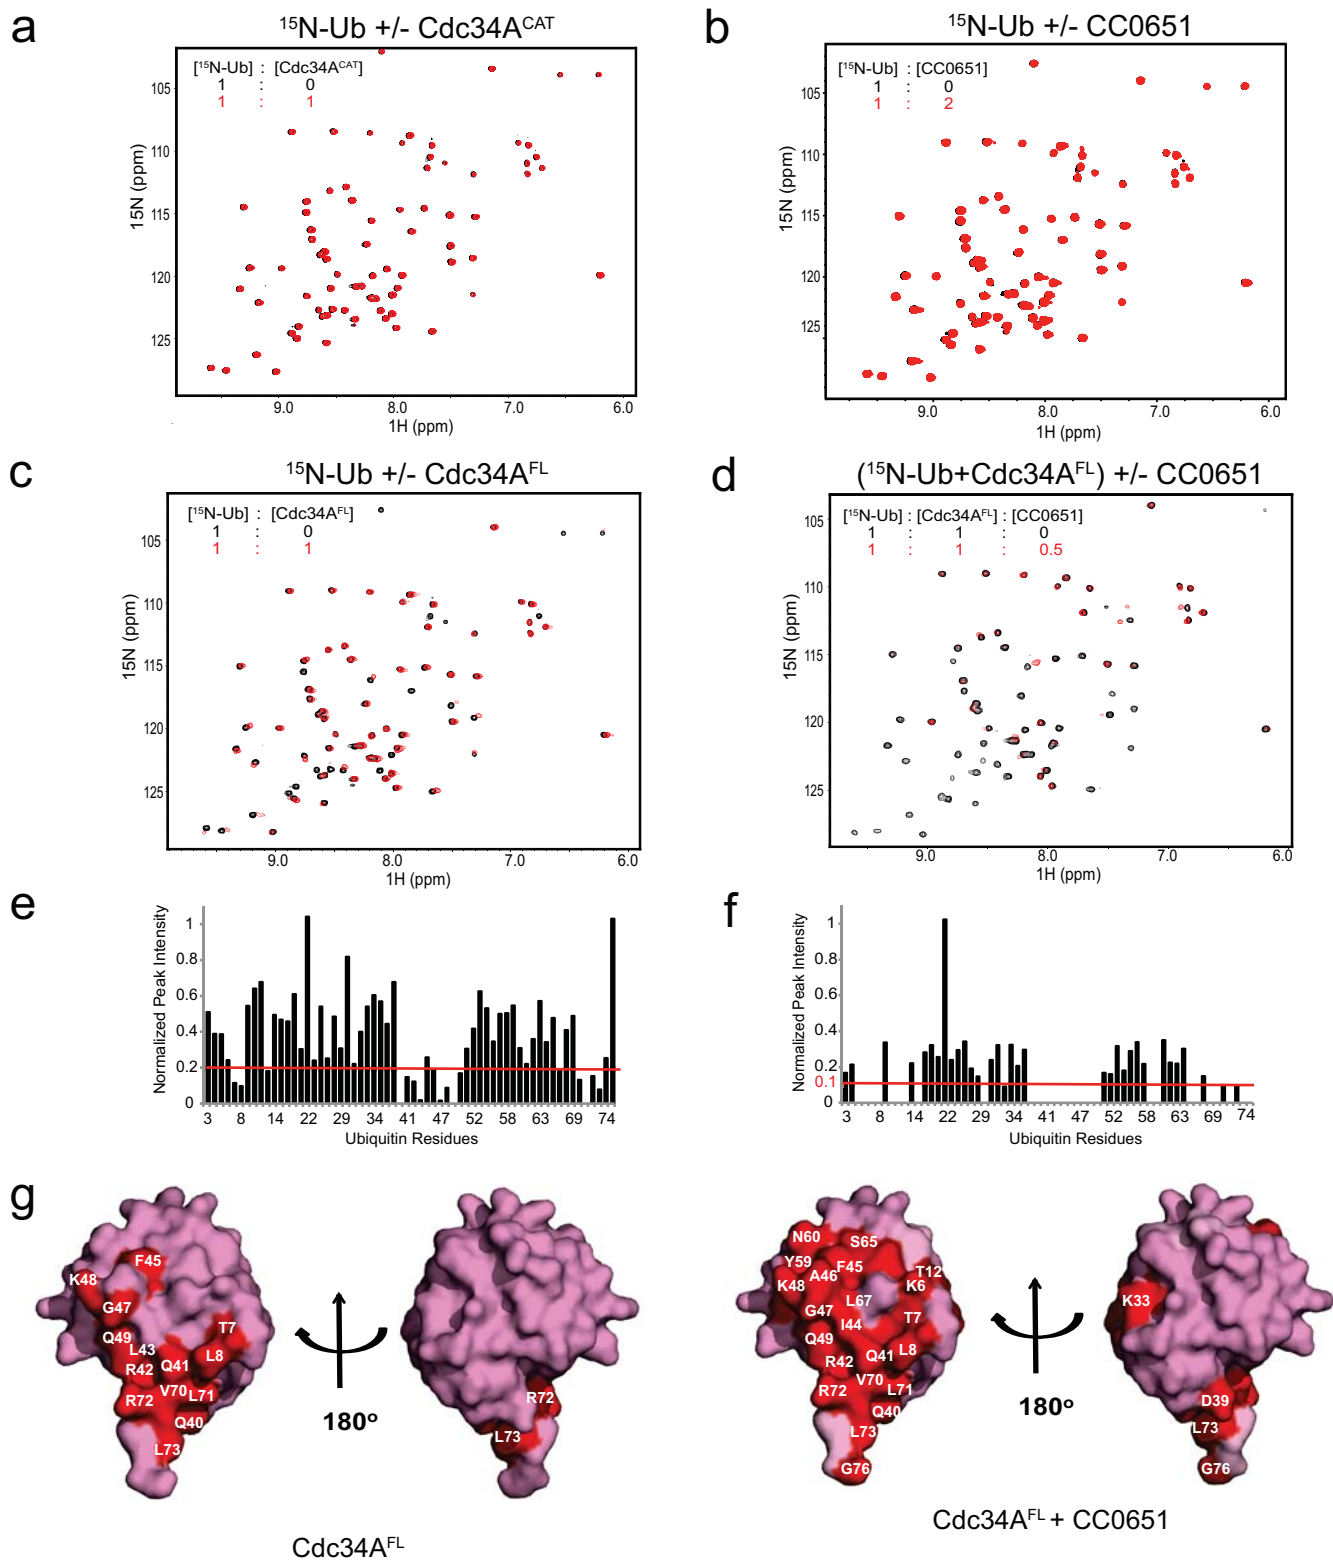 a
¹⁵N-Ub +/- Cdc34Aᶜᴬᵀ
[¹⁵N-Ub] : [Cdc34Aᶜᴬᵀ]
1 : 0
1 : 1
105
110
115
120
125
15N (ppm)
9.0 8.0 7.0 6.0
1H (ppm)
b
¹⁵N-Ub +/- CC0651
[¹⁵N-Ub] : [CC0651]
1 : 0
1 : 2
105
110
115
120
125
15N (ppm)
9.0 8.0 7.0 6.0
1H (ppm)
c
¹⁵N-Ub +/- Cdc34Aᶠᴸ
[¹⁵N-Ub] : [Cdc34Aᶠᴸ]
1 : 0
1 : 1
105
110
115
120
125
15N (ppm)
9.0 8.0 7.0 6.0
1H (ppm)
d
(¹⁵N-Ub+Cdc34Aᶠᴸ) +/- CC0651
[¹⁵N-Ub] : [Cdc34Aᶠᴸ] : [CC0651]
1 : 1 : 0
1 : 1 : 0.5
105
110
115
120
125
15N (ppm)
9.0 8.0 7.0 6.0
1H (ppm)
e
Normalized Peak Intensity
1
0.8
0.6
0.4
0.2
0
3 8 14 22 29 34 41 47 52 58 63 69 74
Ubiquitin Residues
f
Normalized Peak Intensity
1
0.8
0.6
0.4
0.2
0.1
0
3 8 14 22 29 34 41 47 52 58 63 69 74
Ubiquitin Residues
g
F45
K48
G47
T7
Q49
L43
L8
R42
Q41
V70
L71
R72
Q40
L73
180º
R72
L73
Cdc34Aᶠᴸ
N60
S65
Y59
F45
T12
K48
A46
K6
L67
G47
T7
I44
Q49
L8
R42
Q41
V70
R72
L71
Q40
L73
G76
180º
K33
D39
L73
G76
Cdc34Aᶠᴸ + CC0651